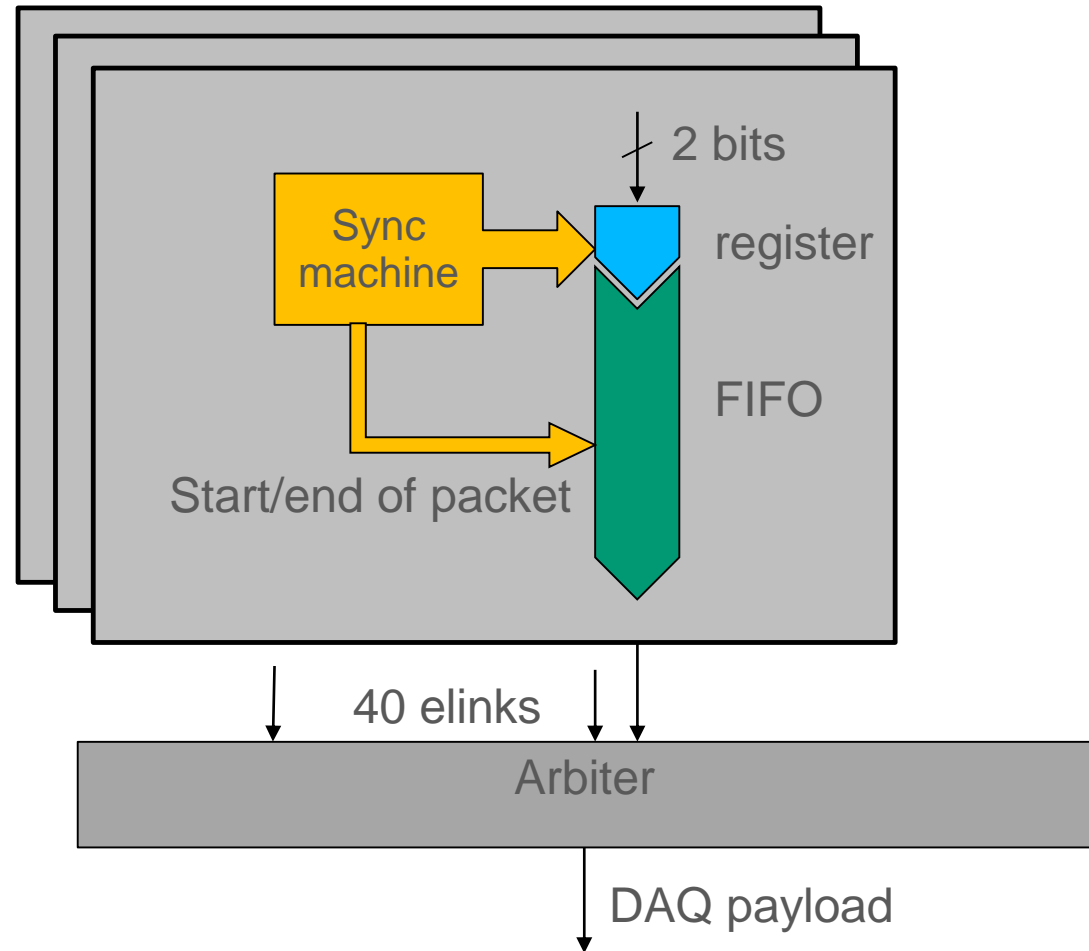 2 bits
Sync
machine
register
FIFO
Start/end of packet
40 elinks
Arbiter
DAQ payload